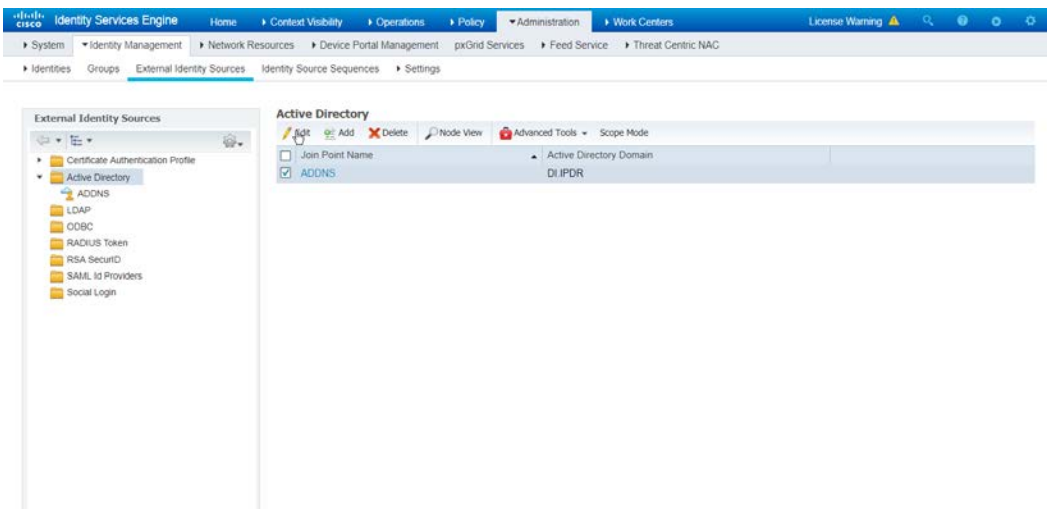 cisco Identity Services Engine Home Context Visibility Operations Policy Administration Work Centers License Warning
System Identity Management Network Resources Device Portal Management pxGrid Services Feed Service Threat Centric NAC
Identities Groups External Identity Sources Identity Source Sequences Settings
External Identity Sources
Certificate Authentication Profile
Active Directory
ADDNS
LDAP
ODBC
RADIUS Token
RSA SecurID
SAML Id Providers
Social Login
Active Directory
Edit Add Delete Node View Advanced Tools Scope Mode
Join Point Name Active Directory Domain
ADDNS DI.IPDR